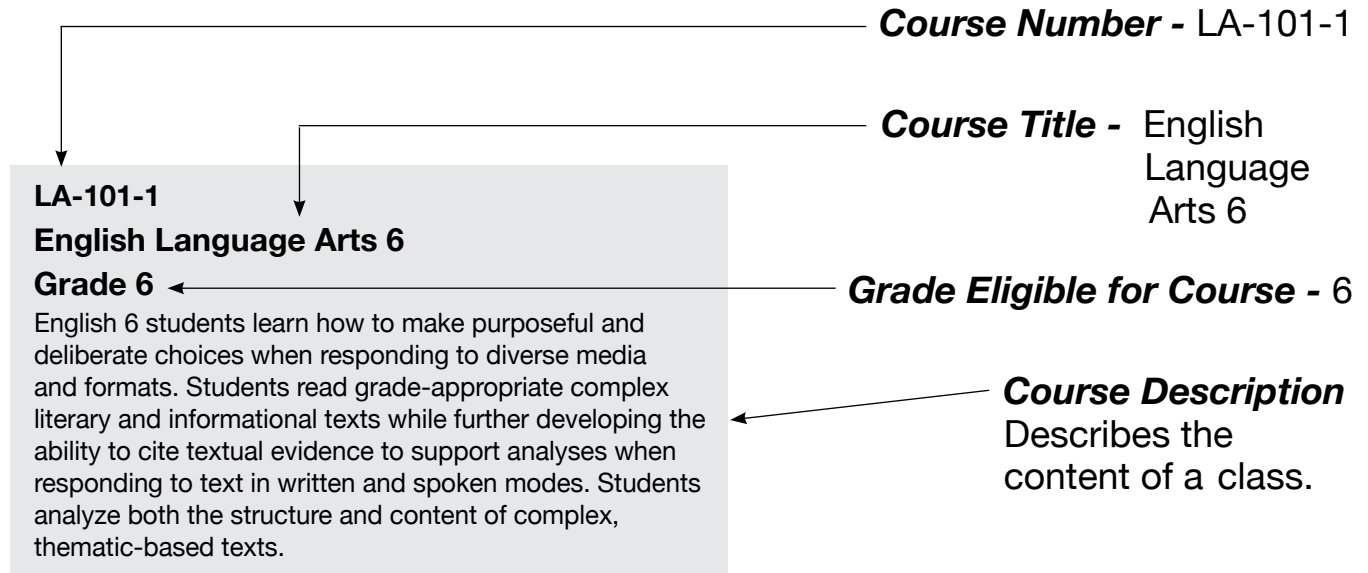 Course Number - LA-101-1
Course Title - English
Language
Arts 6
LA-101-1
English Language Arts 6
Grade 6
Grade Eligible for Course - 6
English 6 students learn how to make purposeful and
deliberate choices when responding to diverse media
and formats. Students read grade-appropriate complex
literary and informational texts while further developing the
ability to cite textual evidence to support analyses when
responding to text in written and spoken modes. Students
analyze both the structure and content of complex,
thematic-based texts.
Course Description
Describes the
content of a class.